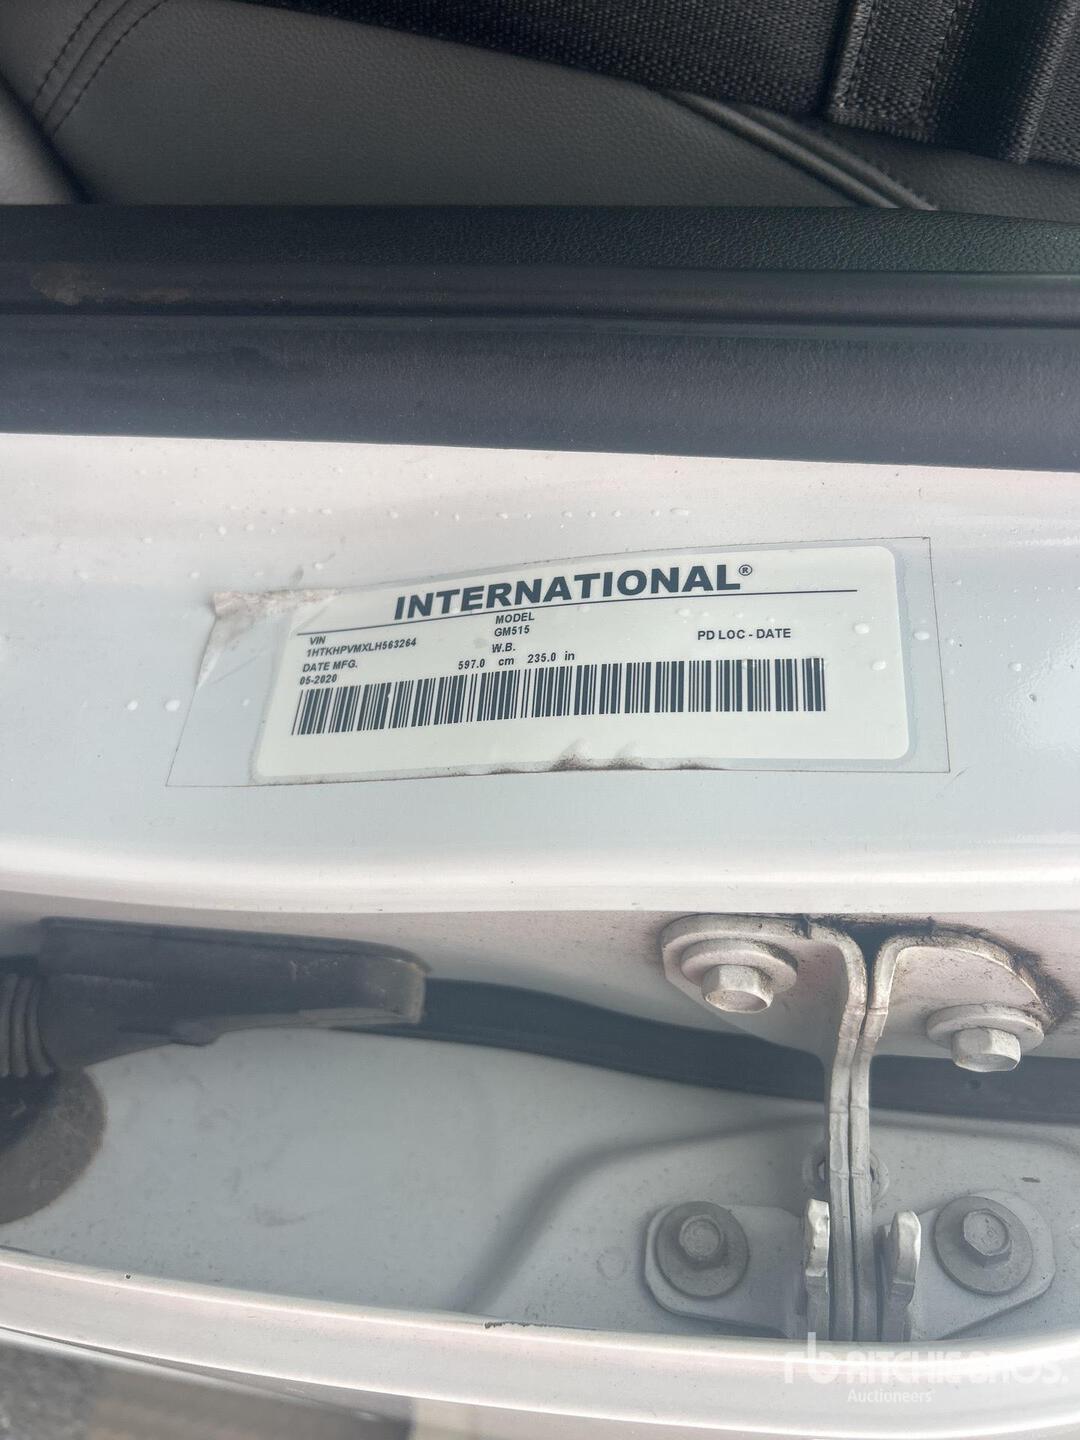 INTERNATIONAL®
VIN MODEL
1HTKHPVMXLH563264 GM515 PD LOC - DATE
DATE MFG. W.B.
05-2020 597.0 cm 235.0 in
rb RITCHIE BROS.
Auctioneers